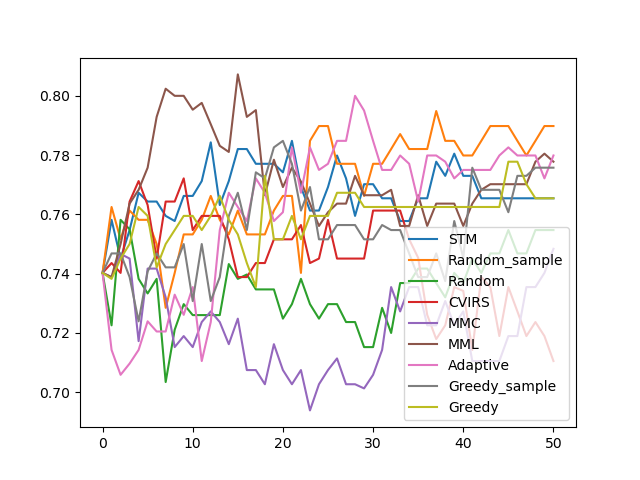 0.80
0.78
0.76
0.74
0.72
0.70
0
10
20
30
40
50
STM
Random_sample
Random
CVIRS
MMC
MML
Adaptive
Greedy_sample
Greedy